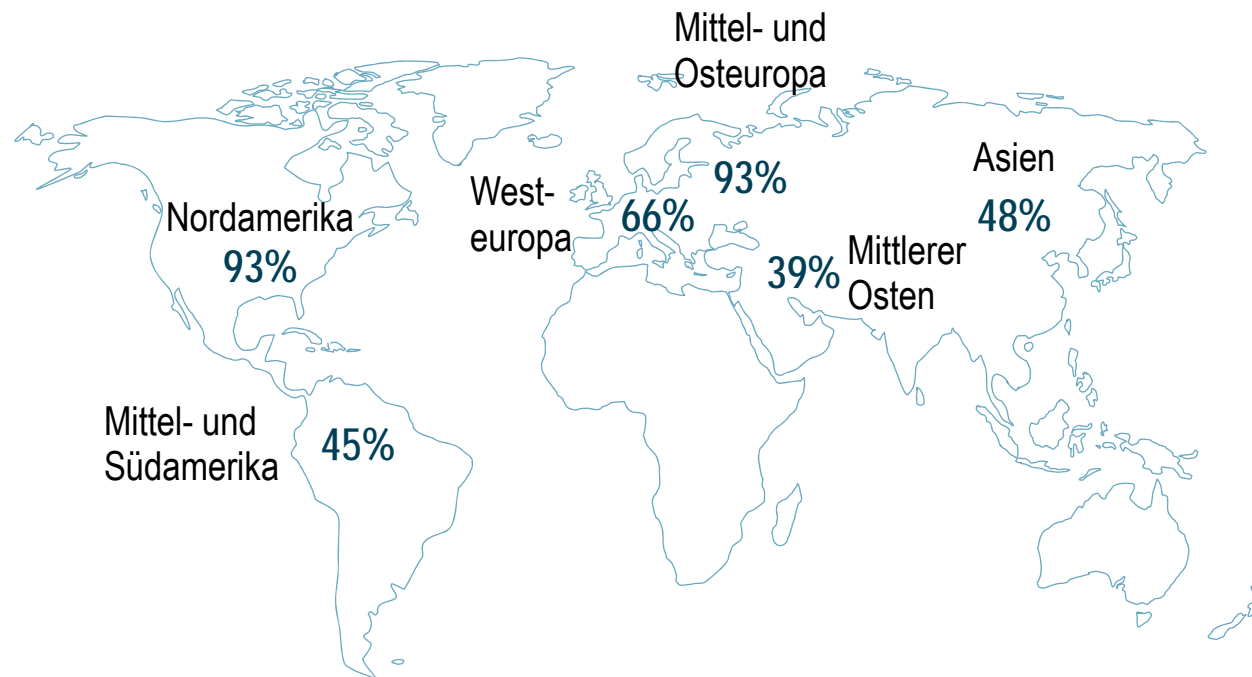 Mittel- und
Osteuropa
93%
Asien
48%
West-
europa
66%
Nordamerika
93%
39%
Mittlerer
Osten
Mittel- und
Südamerika
45%